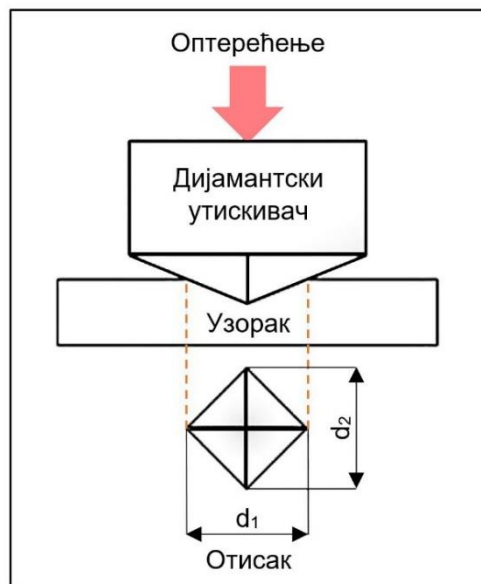 Оптерећење
Дијамантски
утискивач
Узорак
d₂
d₁
Отисак